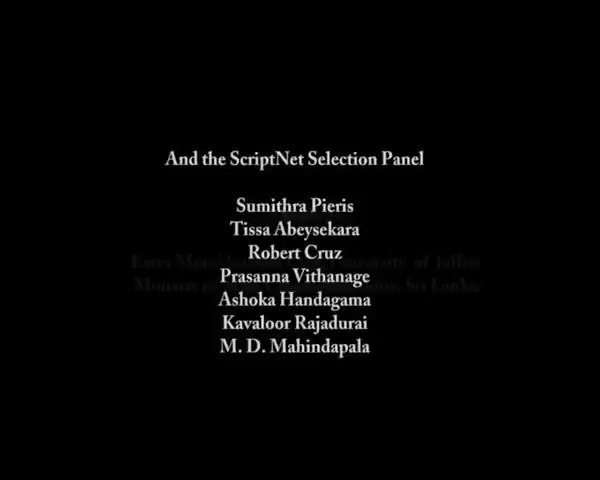 And the ScriptNet Selection Panel
Sumithra Pieris
Tissa Abeysekara
Robert Cruz
Prasanna Vithanage
Ashoka Handagama
Kavaloor Rajadurai
M. D. Mahindapala